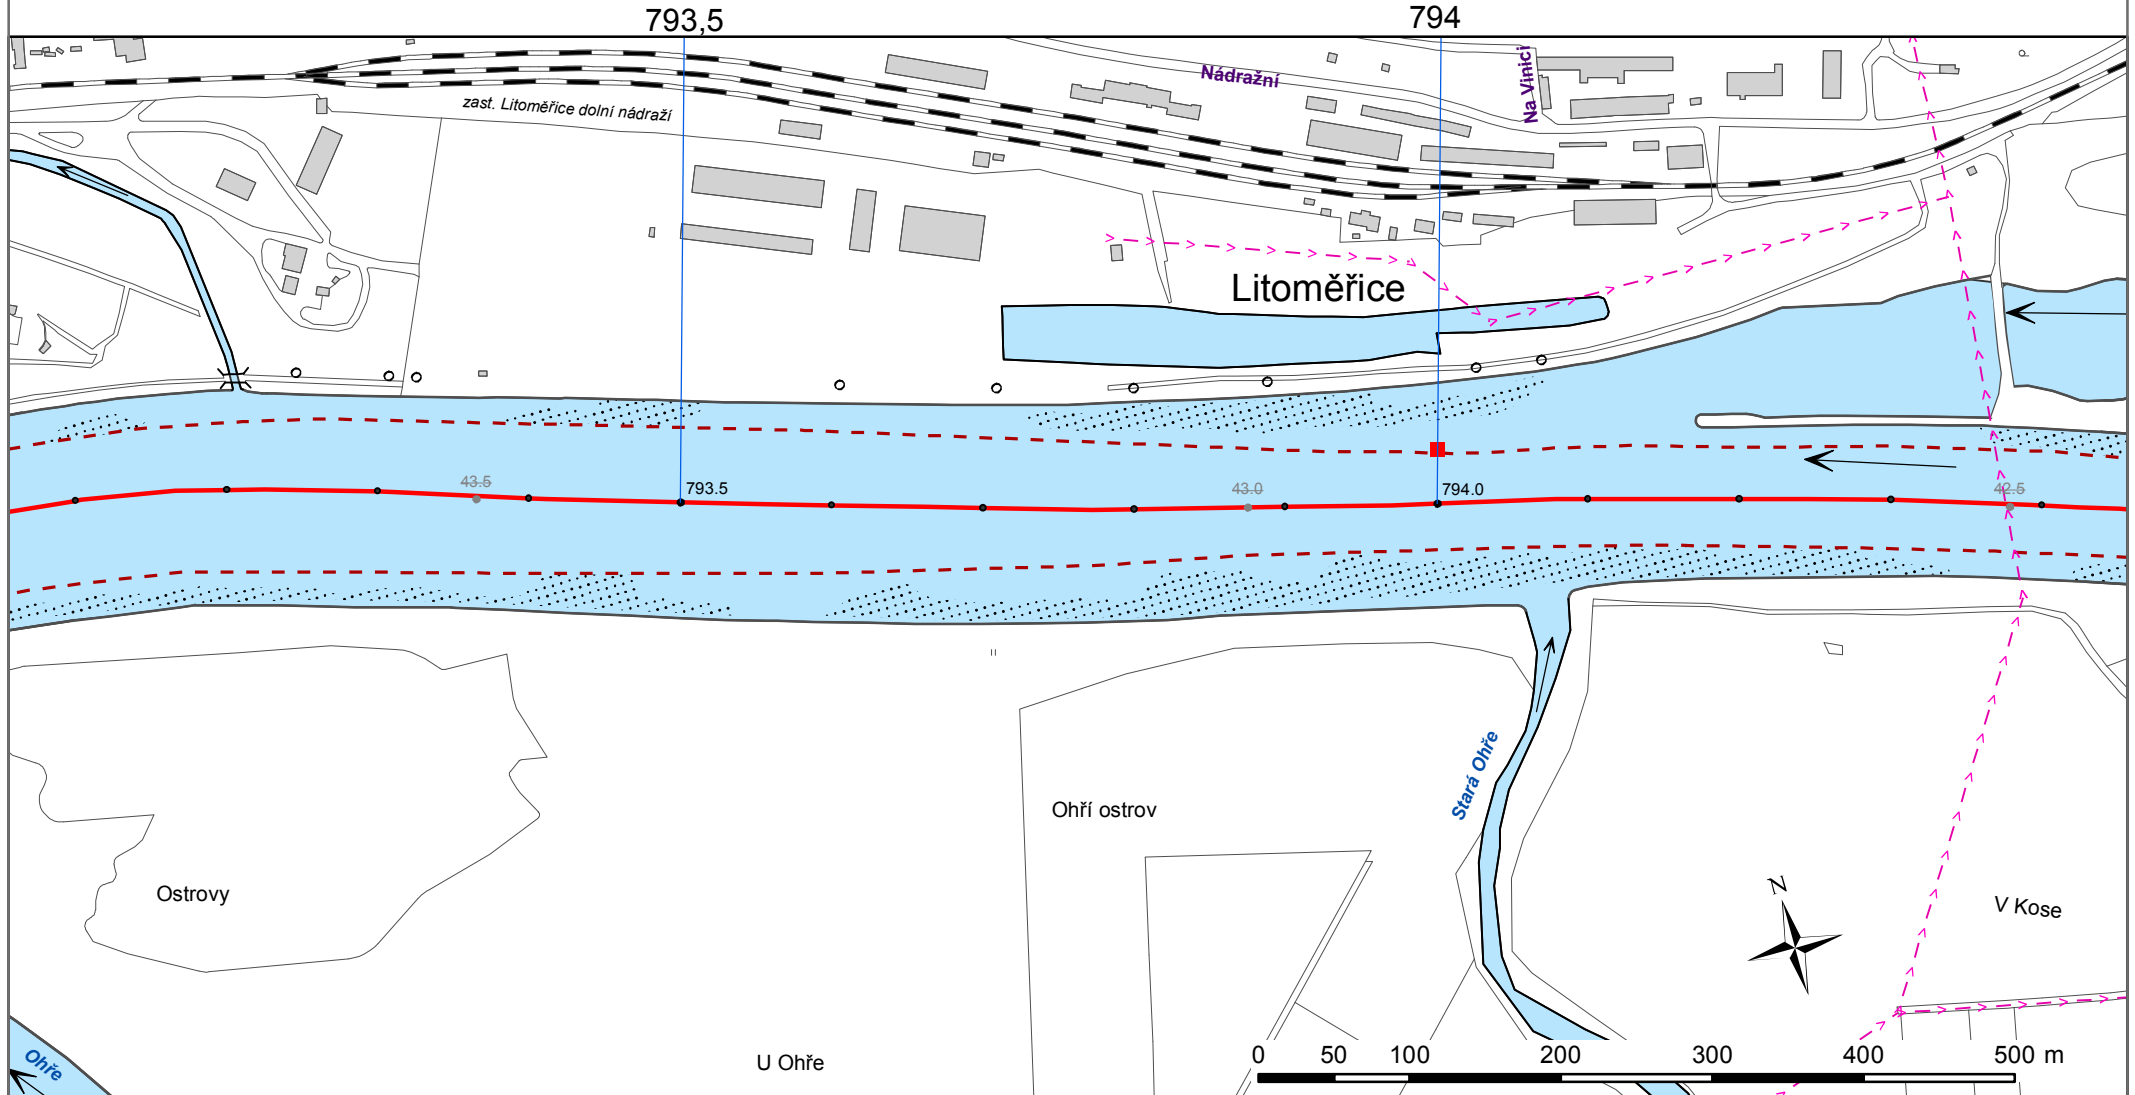 793,5
794
Nádražní
Na Vinici
zast. Litoměřice dolní nádraží
Litoměřice
43.5
793.5
43.0
794.0
42.5
Stará Ohře
Ohří ostrov
Ostrovy
N
V Kose
U Ohře
Ohře
0 50 100 200 300 400 500 m